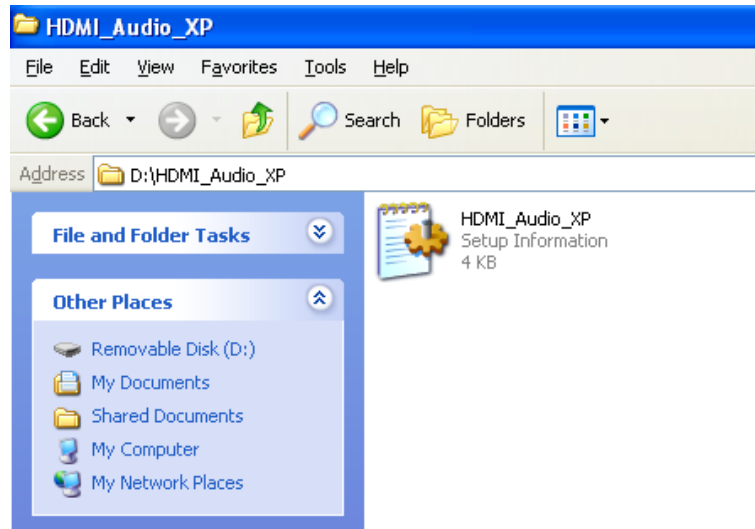 HDMI_Audio_XP
File Edit View Favorites Tools Help
Back Search Folders
Address D:\HDMI_Audio_XP
File and Folder Tasks
Other Places
Removable Disk (D:)
My Documents
Shared Documents
My Computer
My Network Places
HDMI_Audio_XP
Setup Information
4 KB